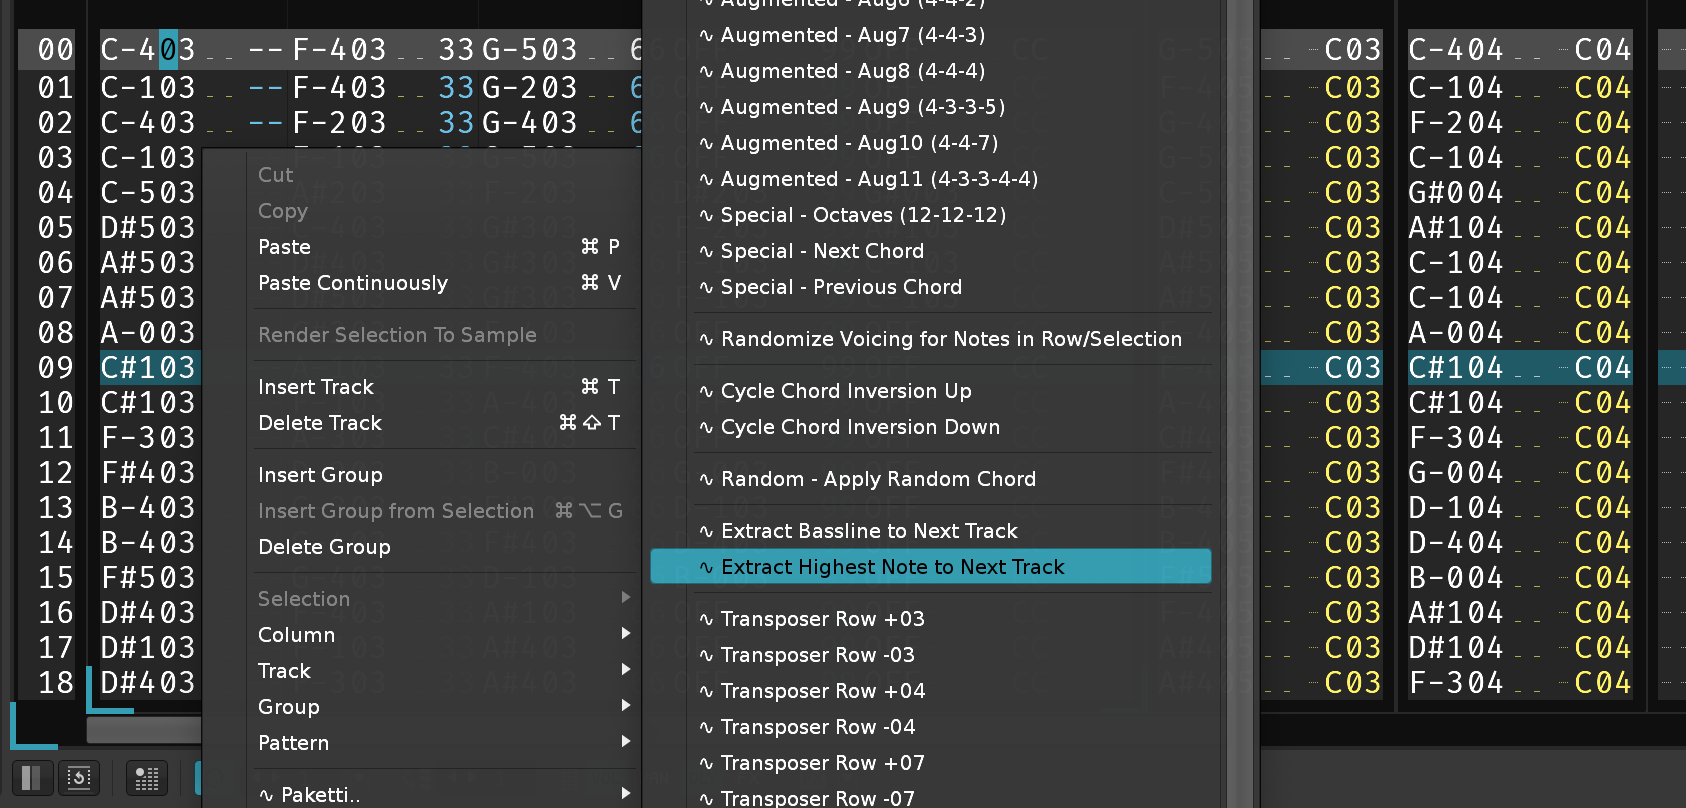 00 C-403 .. -- F-403 .. 33 G-503 .. 6
01 C-103 .. -- F-403 .. 33 G-203 .. 6
02 C-403 .. -- F-203 .. 33 G-403 .. 6
03 C-103
04 C-503
05 D#503
06 A#503
07 A#503
08 A-003
09 C#103
10 C#103
11 F-303
12 F#403
13 B-403
14 B-403
15 F#503
16 D#403
17 D#103
18 D#403
Cut
Copy
Paste ⌘ P
Paste Continuously ⌘ V
Render Selection To Sample
Insert Track ⌘ T
Delete Track ⌘⇧ T
Insert Group
Insert Group from Selection ⌘⌥ G
Delete Group
Selection
Column
Track
Group
Pattern
∿ Paketti..
∿ Augmented - Aug6 (4-4-2)
∿ Augmented - Aug7 (4-4-3)
∿ Augmented - Aug8 (4-4-4)
∿ Augmented - Aug9 (4-3-3-5)
∿ Augmented - Aug10 (4-4-7)
∿ Augmented - Aug11 (4-3-3-4-4)
∿ Special - Octaves (12-12-12)
∿ Special - Next Chord
∿ Special - Previous Chord
∿ Randomize Voicing for Notes in Row/Selection
∿ Cycle Chord Inversion Up
∿ Cycle Chord Inversion Down
∿ Random - Apply Random Chord
∿ Extract Bassline to Next Track
∿ Extract Highest Note to Next Track
∿ Transposer Row +03
∿ Transposer Row -03
∿ Transposer Row +04
∿ Transposer Row -04
∿ Transposer Row +07
∿ Transposer Row -07
C03 C-404 .. C04
C03 C-104 .. C04
C03 F-204 .. C04
C03 C-104 .. C04
C03 G#004 .. C04
C03 A#104 .. C04
C03 C-104 .. C04
C03 C-104 .. C04
C03 A-004 .. C04
C03 C#104 .. C04
C03 C#104 .. C04
C03 F-304 .. C04
C03 G-004 .. C04
C03 D-104 .. C04
C03 D-404 .. C04
C03 B-004 .. C04
C03 A#104 .. C04
C03 D#104 .. C04
C03 F-304 .. C04